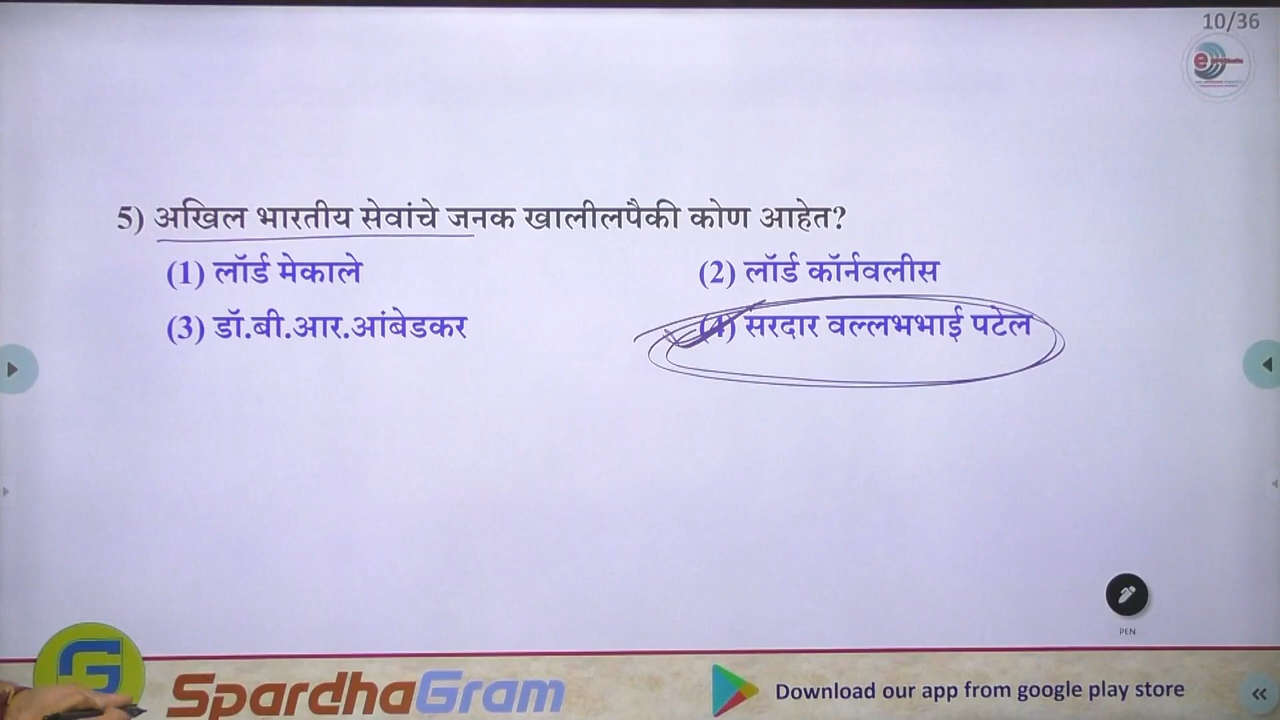 10/36
5) अखिल भारतीय सेवांचे जनक खालीलपैकी कोण आहेत?
(1) लॉर्ड मेकाले
(2) लॉर्ड कॉर्नवलीस
(3) डॉ.बी.आर.आंबेडकर
(4) सरदार वल्लभभाई पटेल
PEN
SpardhaGram
Download our app from google play store